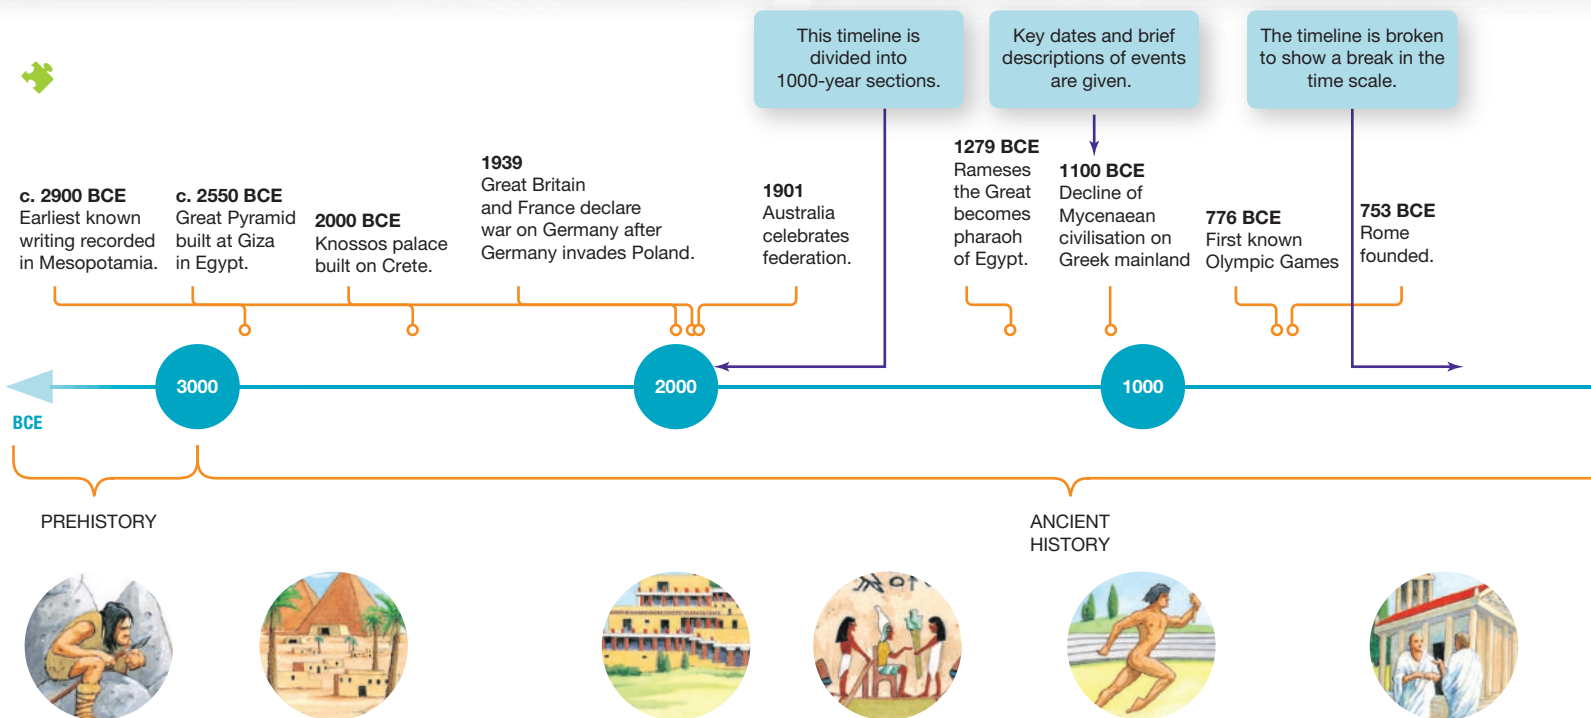 This timeline is
divided into
1000-year sections.
Key dates and brief
descriptions of events
are given.
The timeline is broken
to show a break in the
time scale.
c. 2900 BCE
Earliest known
writing recorded
in Mesopotamia.
c. 2550 BCE
Great Pyramid
built at Giza
in Egypt.
2000 BCE
Knossos palace
built on Crete.
1939
Great Britain
and France declare
war on Germany after
Germany invades Poland.
1901
Australia
celebrates
federation.
1279 BCE
Rameses
the Great
becomes
pharaoh
of Egypt.
1100 BCE
Decline of
Mycenaean
civilisation on
Greek mainland
776 BCE
First known
Olympic Games
753 BCE
Rome
founded.
3000
2000
1000
BCE
PREHISTORY
ANCIENT
HISTORY